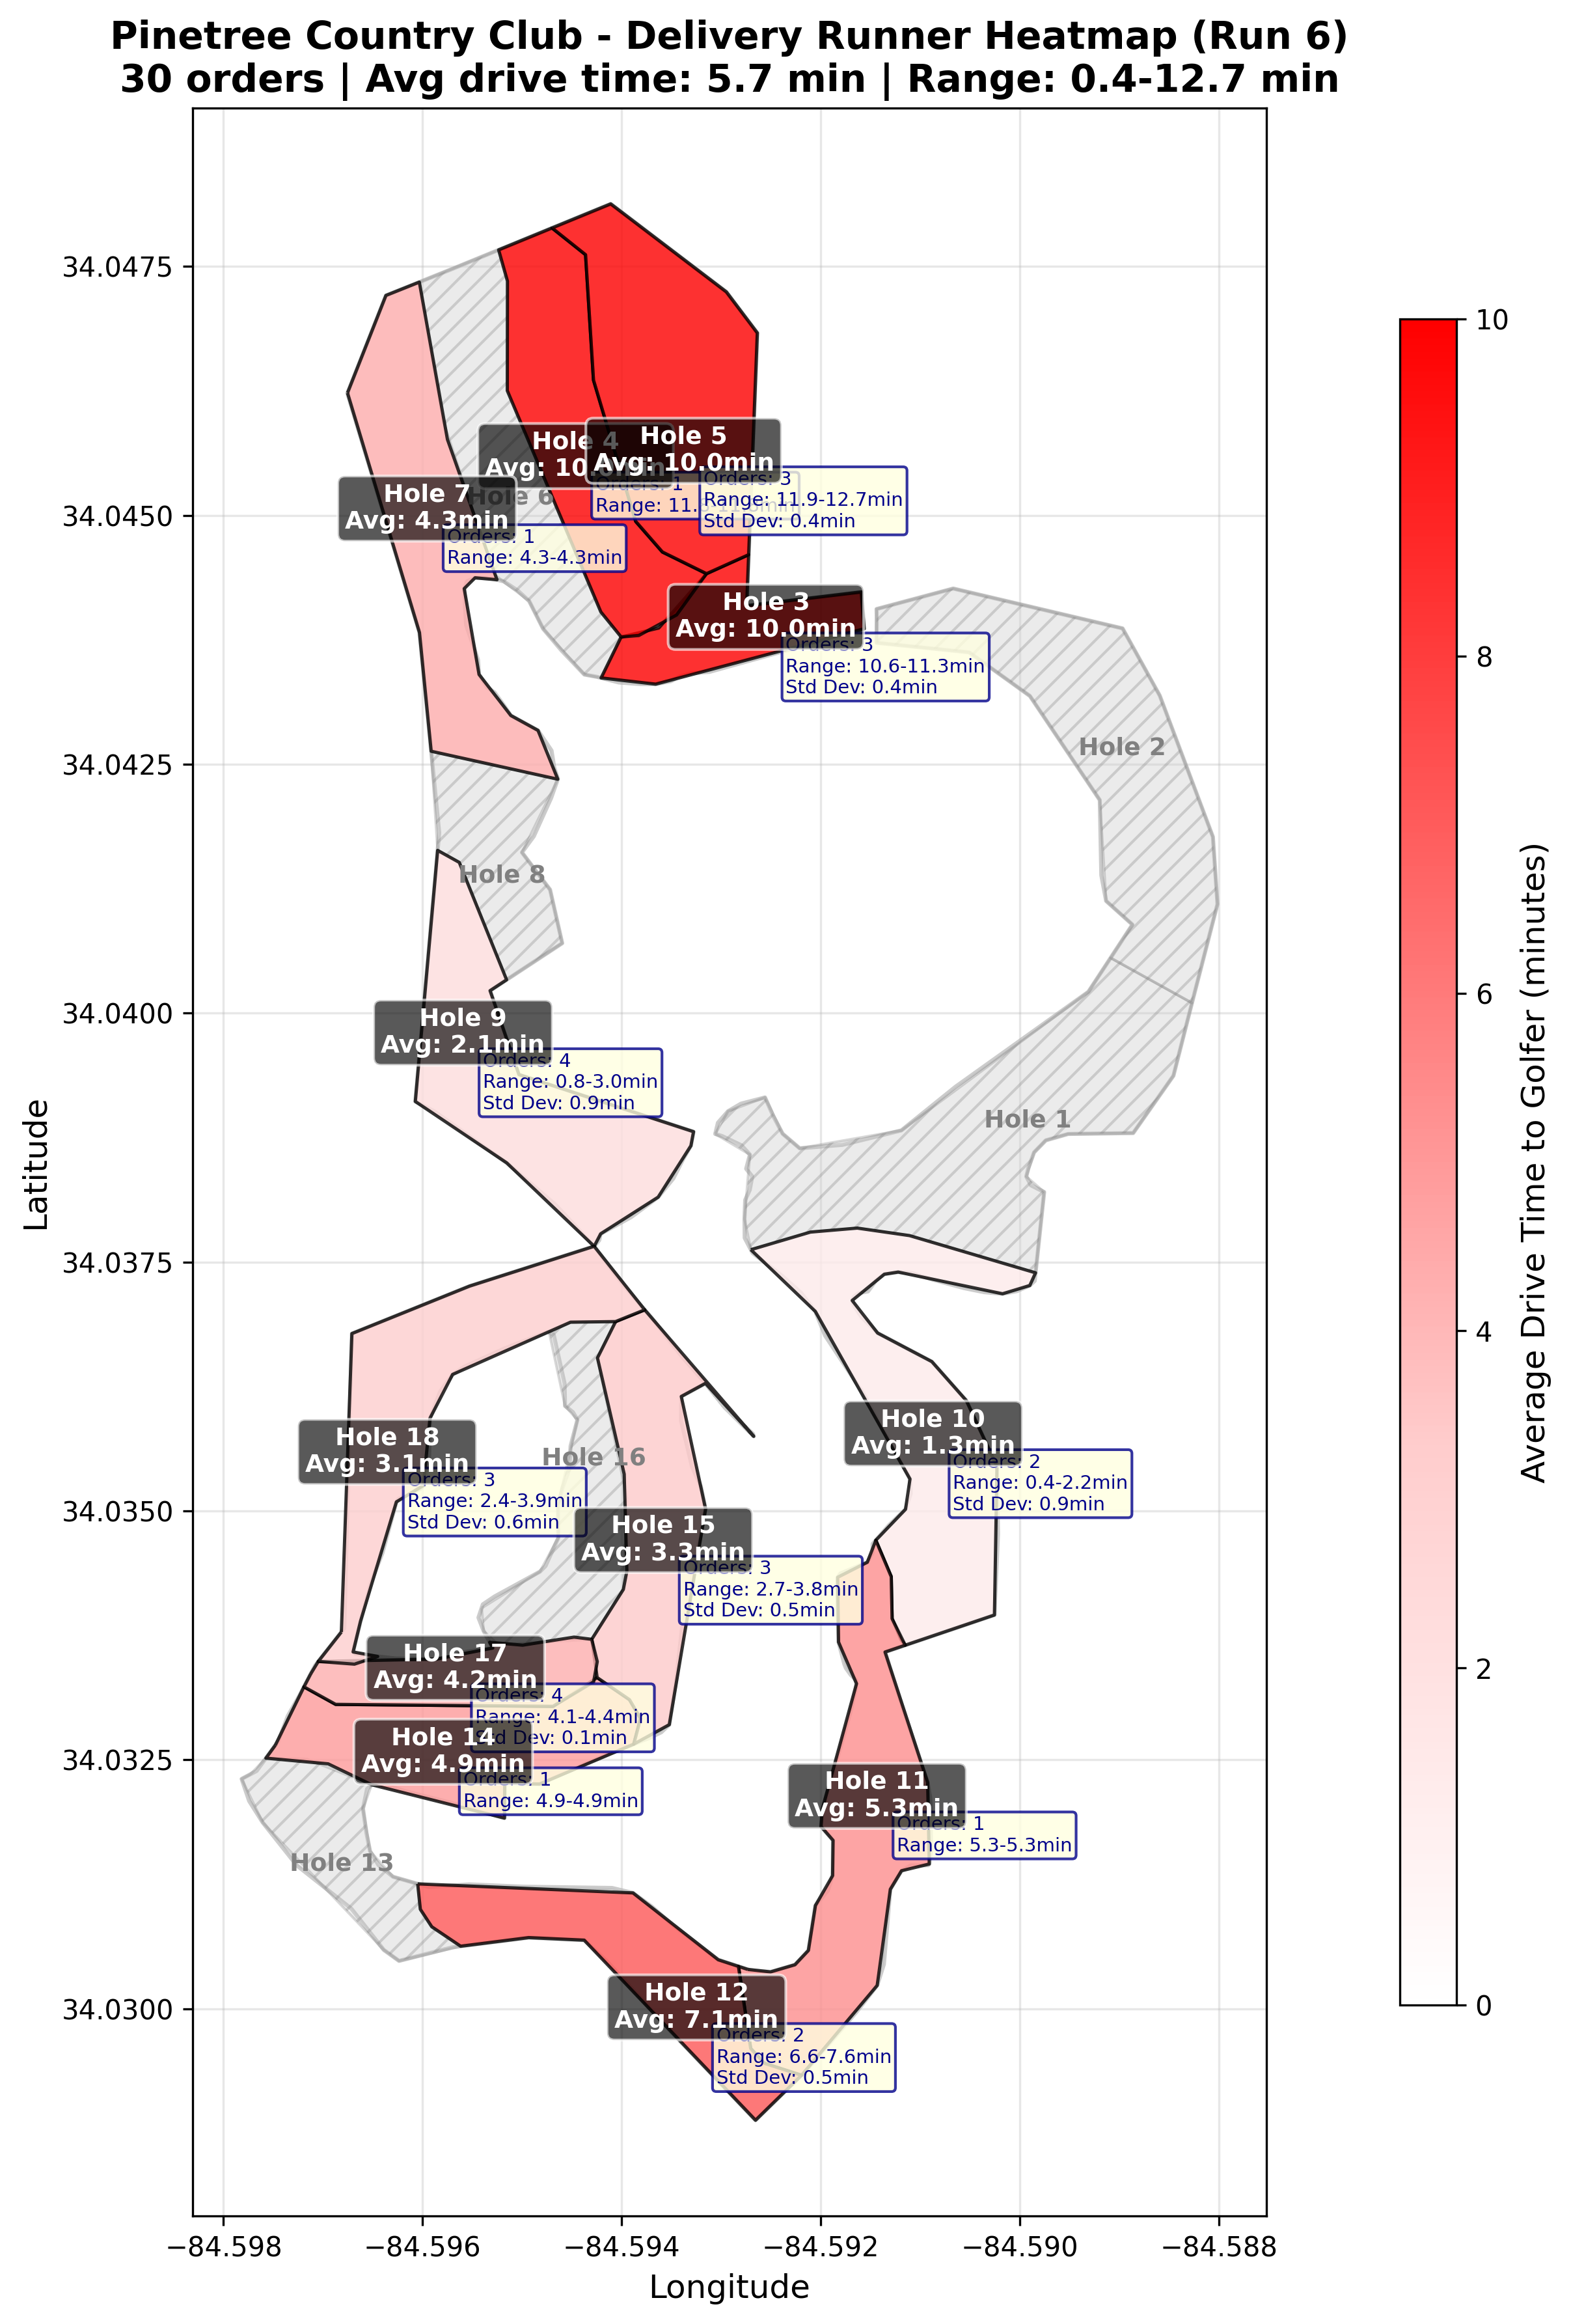 Pinetree Country Club - Delivery Runner Heatmap (Run 6)
30 orders | Avg drive time: 5.7 min | Range: 0.4-12.7 min
34.0475
34.0450
34.0425
34.0400
34.0375
34.0350
34.0325
34.0300
Latitude
−84.598
−84.596
−84.594
−84.592
−84.590
−84.588
Longitude
Hole 4
Avg:
Hole 5
Avg: 10.0min
Orders: 1
Range:
Orders: 3
Range: 11.9-12.7min
Std Dev: 0.4min
Hole 6
Hole 7
Avg: 4.3min
Orders: 1
Range: 4.3-4.3min
Hole 3
Avg: 10.0min
Orders: 3
Range: 10.6-11.3min
Std Dev: 0.4min
Hole 2
Hole 8
Hole 9
Avg: 2.1min
Orders: 4
Range: 0.8-3.0min
Std Dev: 0.9min
Hole 1
Hole 10
Avg: 1.3min
Orders: 2
Range: 0.4-2.2min
Std Dev: 0.9min
Hole 18
Avg: 3.1min
Orders: 3
Range: 2.4-3.9min
Std Dev: 0.6min
Hole 16
Hole 15
Avg: 3.3min
Orders: 3
Range: 2.7-3.8min
Std Dev: 0.5min
Hole 17
Avg: 4.2min
Orders: 4
Range: 4.1-4.4min
Std Dev: 0.1min
Hole 14
Avg: 4.9min
Orders: 1
Range: 4.9-4.9min
Hole 11
Avg: 5.3min
Orders: 1
Range: 5.3-5.3min
Hole 13
Hole 12
Avg: 7.1min
Orders: 2
Range: 6.6-7.6min
Std Dev: 0.5min
10
8
6
4
2
0
Average Drive Time to Golfer (minutes)